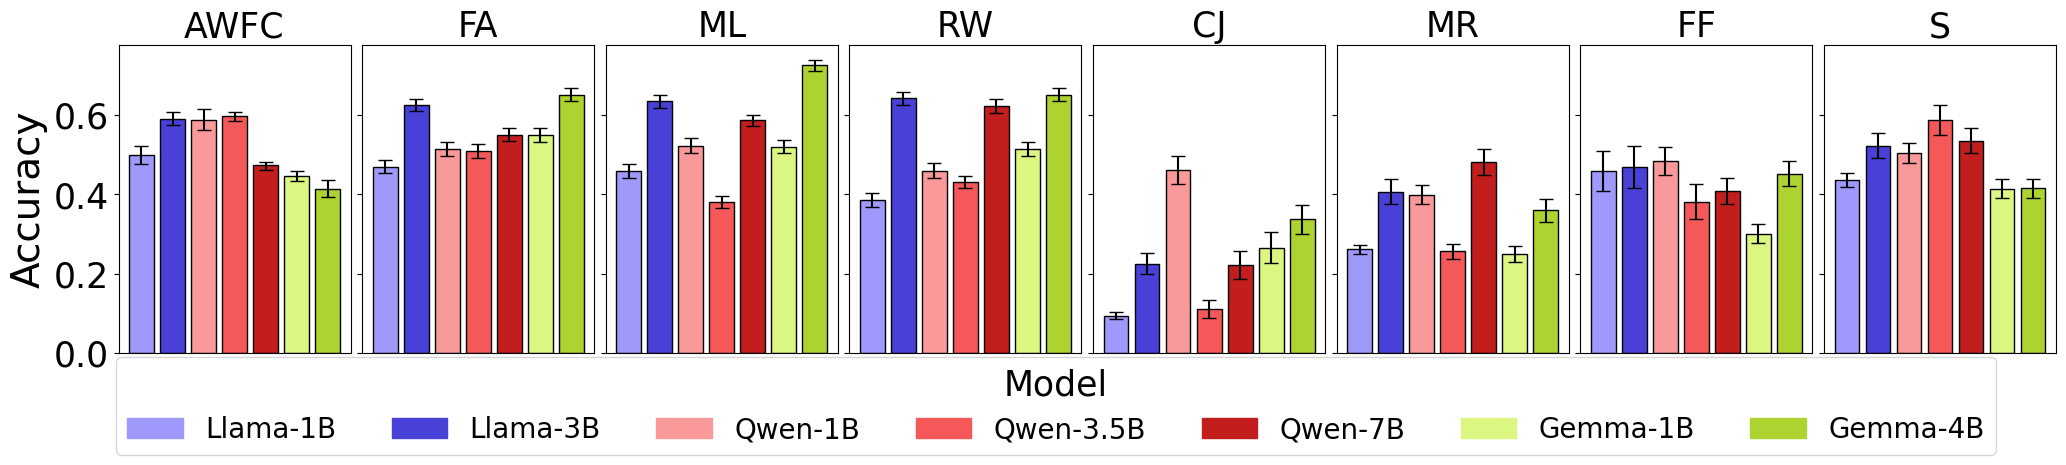 AWFC FA ML RW CJ MR FF S
Accuracy
0.6
0.4
0.2
0.0
Model
Llama-1B Llama-3B Qwen-1B Qwen-3.5B Qwen-7B Gemma-1B Gemma-4B